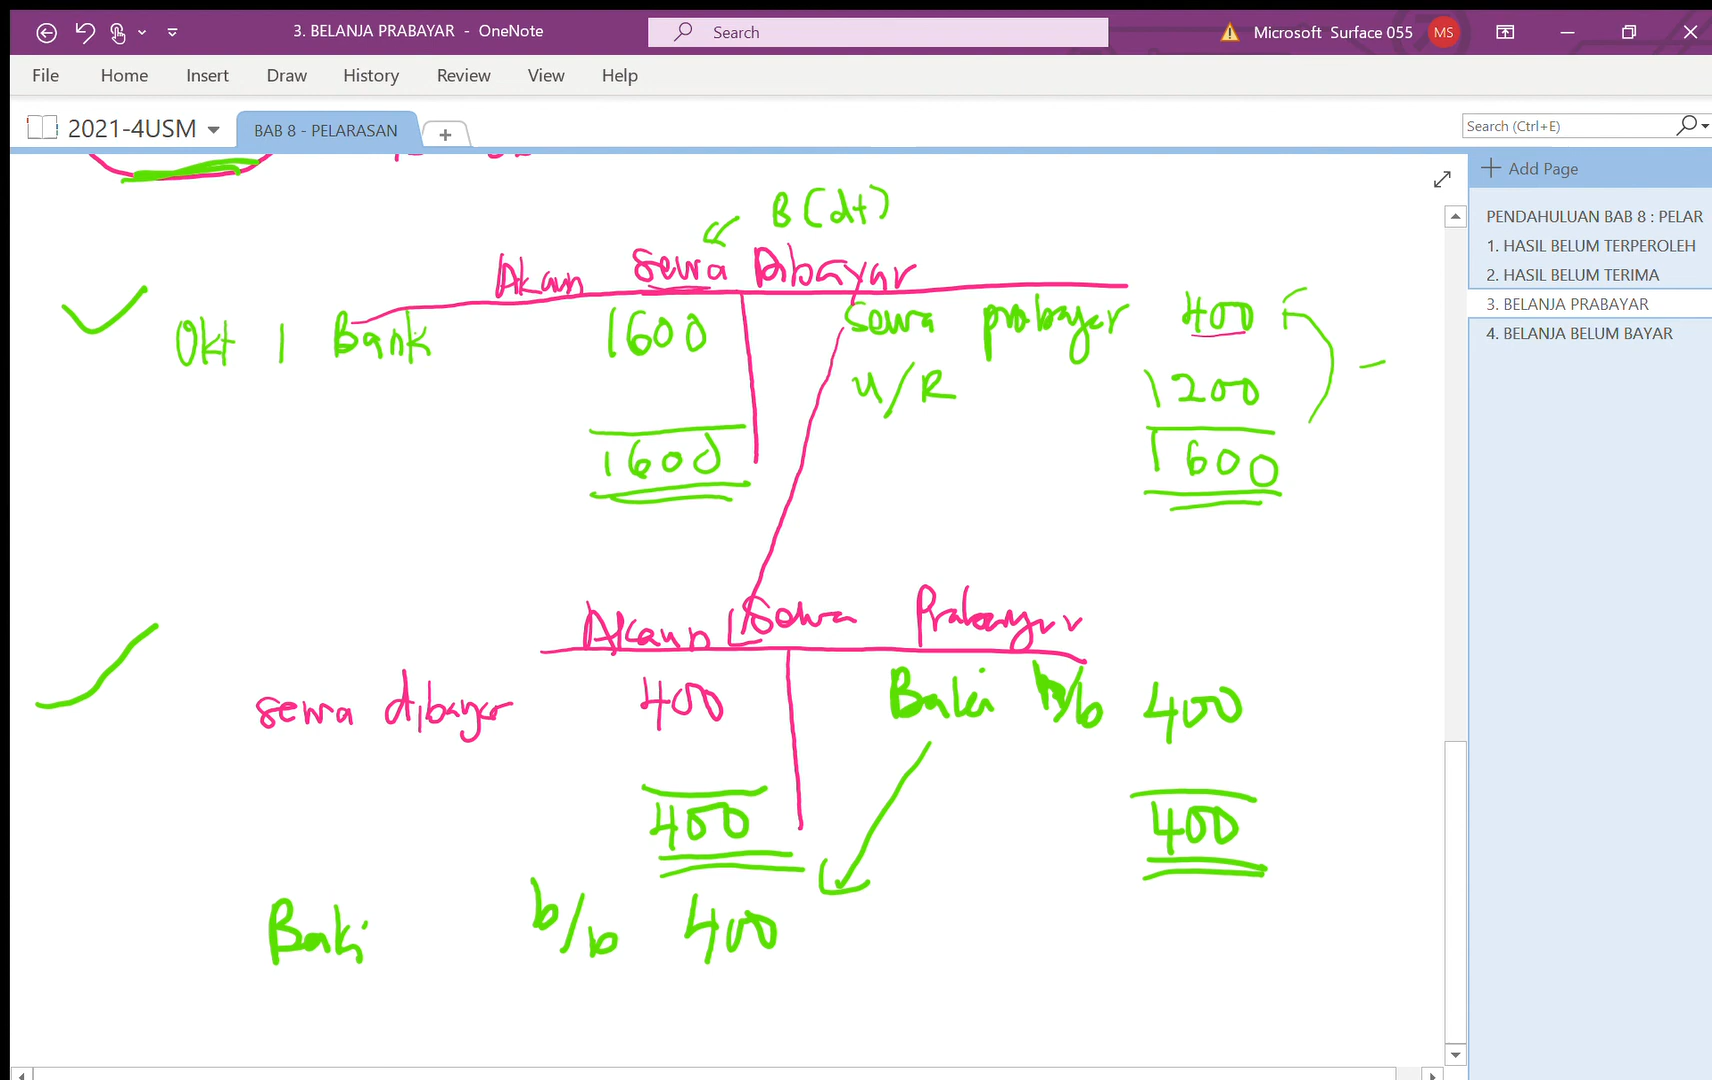 3. BELANJA PRABAYAR - OneNote
Search
Microsoft Surface 055
MS
File Home Insert Draw History Review View Help
2021-4USM
BAB 8 - PELARASAN
Search (Ctrl+E)
Add Page
PENDAHULUAN BAB 8 : PELAR
1. HASIL BELUM TERPEROLEH
2. HASIL BELUM TERIMA
3. BELANJA PRABAYAR
4. BELANJA BELUM BAYAR
B (dt)
Akaun Sewa Dibayar
Okt 1 Bank 1600 Sewa prabayar 400
U/R 1200
1600 1600
Akaun Sewa Prabayar
sewa dibayar 400 Baki b/b 400
400 400
Baki b/b 400